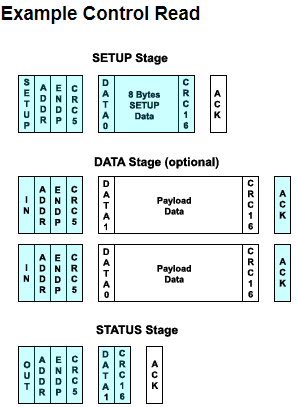 Example Control Read
SETUP Stage
SETUP ADDR ENDP CRC5 DATA0 8 Bytes SETUP Data CRC16 ACK
DATA Stage (optional)
IN ADDR ENDP CRC5 DATA1 Payload Data CRC16 ACK
IN ADDR ENDP CRC5 DATA0 Payload Data CRC16 ACK
STATUS Stage
OUT ADDR ENDP CRC5 DATA1 CRC16 ACK